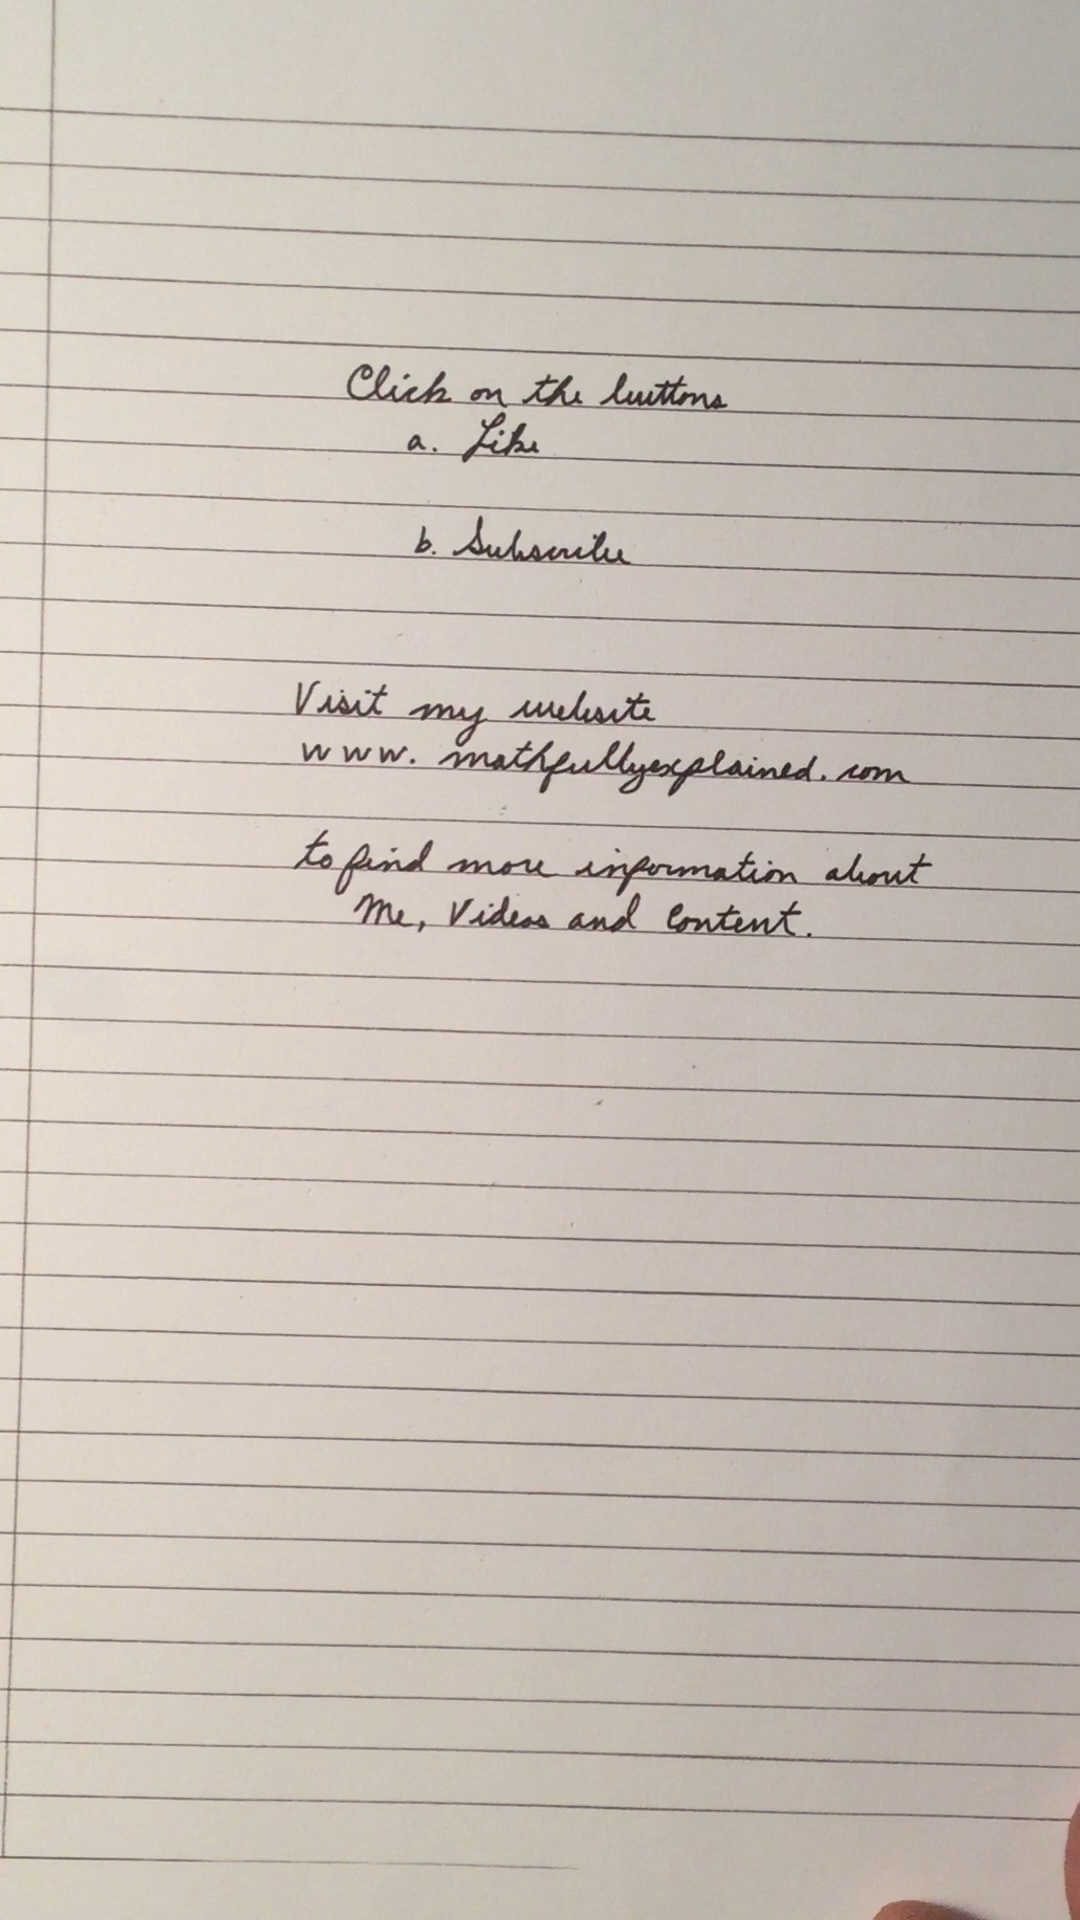 Click on the buttons
a. Like
b. Subscribe
Visit my website
www.mathfullyexplained.com
to find more information about
Me, Videos and Content.